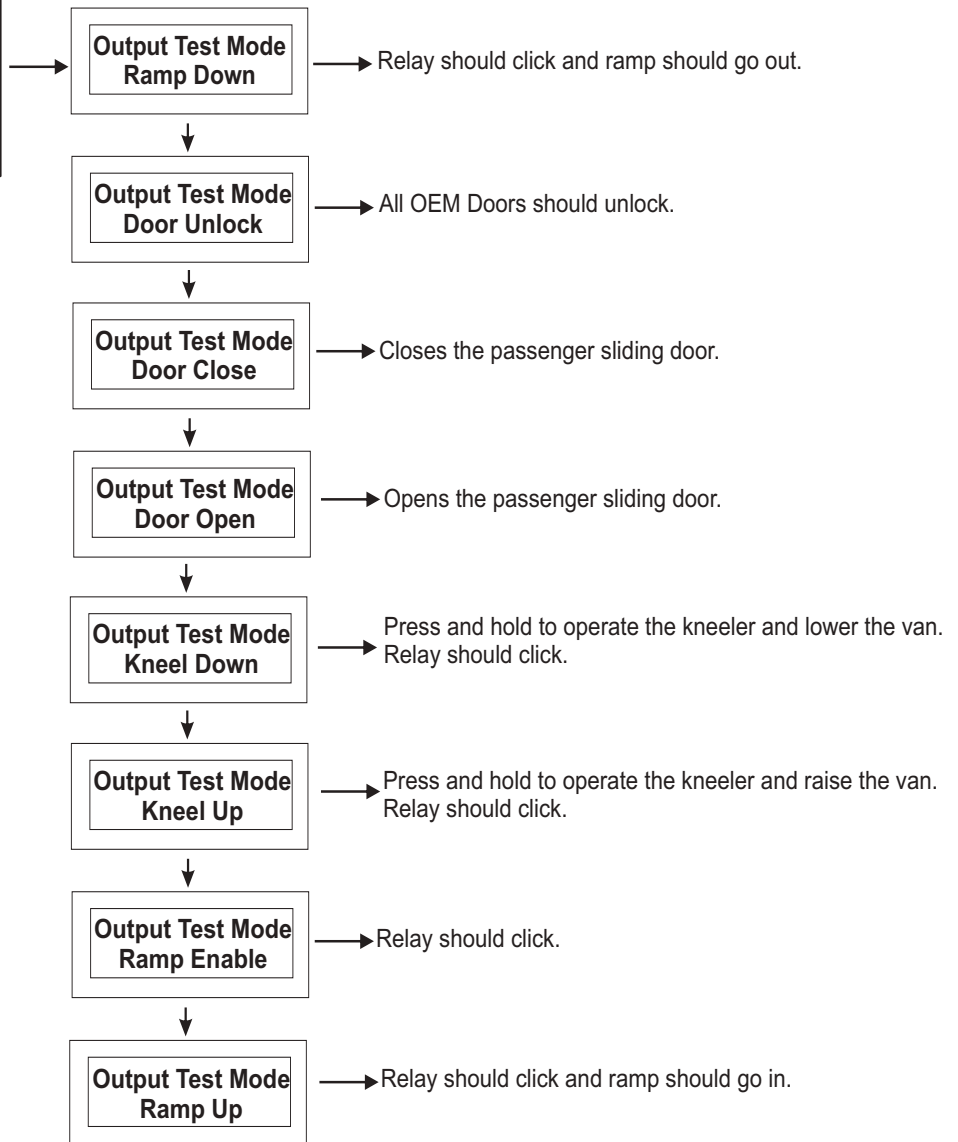 Output Test Mode
Ramp Down
Relay should click and ramp should go out.
Output Test Mode
Door Unlock
All OEM Doors should unlock.
Output Test Mode
Door Close
Closes the passenger sliding door.
Output Test Mode
Door Open
Opens the passenger sliding door.
Output Test Mode
Kneel Down
Press and hold to operate the kneeler and lower the van.
Relay should click.
Output Test Mode
Kneel Up
Press and hold to operate the kneeler and raise the van.
Relay should click.
Output Test Mode
Ramp Enable
Relay should click.
Output Test Mode
Ramp Up
Relay should click and ramp should go in.